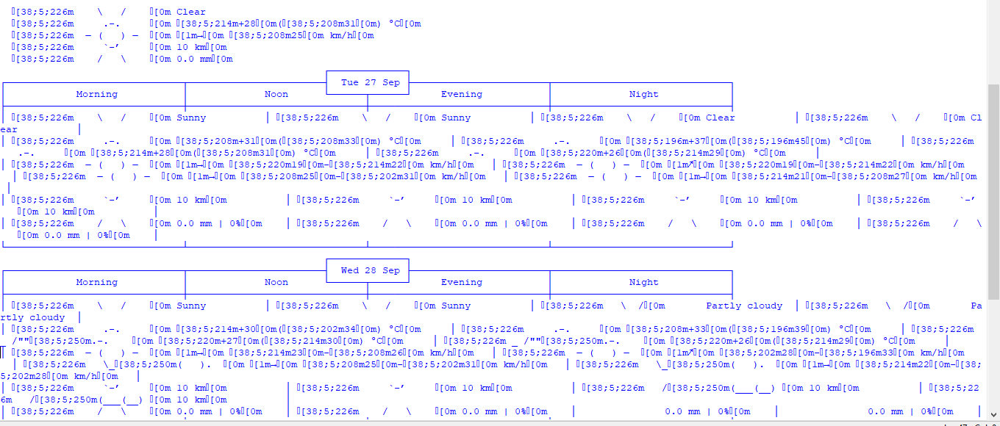 [38;5;226m    \   /    [0m Clear
[38;5;226m     .-.     [0m [38;5;214m+28[0m([38;5;208m31[0m) °C[0m
[38;5;226m  ― (   ) ―  [0m [1m→[0m [38;5;208m25[0m km/h[0m
[38;5;226m     `-’     [0m 10 km[0m
[38;5;226m    /   \    [0m 0.0 mm[0m
Tue 27 Sep
Morning Noon Evening Night
│ [38;5;226m    \   /    [0m Sunny          │ [38;5;226m    \   /    [0m Sunny          │ [38;5;226m    \   /    [0m Clear          │ [38;5;226m    \   /    [0m Cl
ear          │
│ [38;5;226m     .-.     [0m [38;5;208m+31[0m([38;5;208m33[0m) °C[0m     │ [38;5;226m     .-.     [0m [38;5;196m+37[0m([38;5;196m45[0m) °C[0m     │ [38;5;226m
   .-.     [0m [38;5;214m+28[0m([38;5;208m31[0m) °C[0m     │ [38;5;226m     .-.     [0m [38;5;220m+26[0m([38;5;214m29[0m) °C[0m     │
│ [38;5;226m  ― (   ) ―  [0m [1m→[0m [38;5;220m19[0m-[38;5;214m22[0m km/h[0m   │ [38;5;226m  ― (   ) ―  [0m [1m↗[0m [38;5;220m19[0m-[38;5;214m22[0m km/h[0m
  │ [38;5;226m  ― (   ) ―  [0m [1m→[0m [38;5;208m25[0m-[38;5;202m31[0m km/h[0m   │ [38;5;226m  ― (   ) ―  [0m [1m→[0m [38;5;214m21[0m-[38;5;208m27[0m km/h[0m
 │
│ [38;5;226m     `-’     [0m 10 km[0m          │ [38;5;226m     `-’     [0m 10 km[0m          │ [38;5;226m     `-’     [0m 10 km[0m          │ [38;5;226m     `-’
  [0m 10 km[0m          │
│ [38;5;226m    /   \    [0m 0.0 mm | 0%[0m    │ [38;5;226m    /   \    [0m 0.0 mm | 0%[0m    │ [38;5;226m    /   \    [0m 0.0 mm | 0%[0m    │ [38;5;226m    /   \
  [0m 0.0 mm | 0%[0m    │
Wed 28 Sep
Morning Noon Evening Night
│ [38;5;226m    \   /    [0m Sunny          │ [38;5;226m    \   /    [0m Sunny          │ [38;5;226m   \  /[0m       Partly cloudy  │ [38;5;226m   \  /[0m       Pa
rtly cloudy  │
│ [38;5;226m     .-.     [0m [38;5;214m+30[0m([38;5;202m34[0m) °C[0m     │ [38;5;226m     .-.     [0m [38;5;208m+33[0m([38;5;196m39[0m) °C[0m     │ [38;5;226m
_ /""[38;5;250m.-.    [0m [38;5;220m+27[0m([38;5;214m30[0m) °C[0m     │ [38;5;226m _ /""[38;5;250m.-.    [0m [38;5;220m+26[0m([38;5;214m29[0m) °C[0m     │
│ [38;5;226m  ― (   ) ―  [0m [1m→[0m [38;5;214m23[0m-[38;5;208m26[0m km/h[0m   │ [38;5;226m  ― (   ) ―  [0m [1m↗[0m [38;5;202m28[0m-[38;5;196m33[0m km/h[0m
  │ [38;5;226m   \_[38;5;250m(   ).  [0m [1m→[0m [38;5;208m25[0m-[38;5;202m31[0m km/h[0m   │ [38;5;226m   \_[38;5;250m(   ).  [0m [1m→[0m [38;5;214m22[0m-[38;
5;202m28[0m km/h[0m   │
│ [38;5;226m     `-’     [0m 10 km[0m          │ [38;5;226m     `-’     [0m 10 km[0m          │ [38;5;226m   /[38;5;250m(___(__) [0m 10 km[0m          │ [38;5;22
6m   /[38;5;250m(___(__) [0m 10 km[0m          │
│ [38;5;226m    /   \    [0m 0.0 mm | 0%[0m    │ [38;5;226m    /   \    [0m 0.0 mm | 0%[0m    │               0.0 mm | 0%[0m    │               0.0 mm | 0%[0m    │